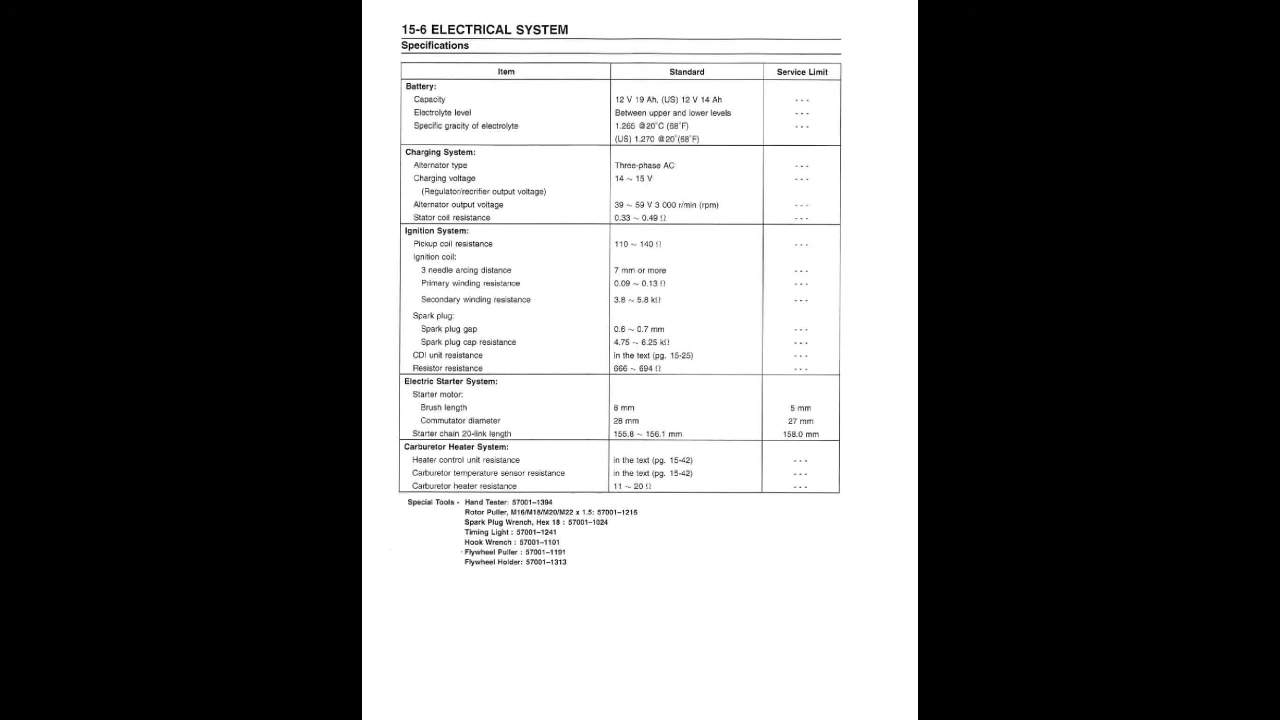 15-6 ELECTRICAL SYSTEM
Specifications
Item Standard Service Limit
Battery:
Capacity 12 V 19 Ah, (US) 12 V 14 Ah - - -
Electrolyte level Between upper and lower levels - - -
Specific gracity of electrolyte 1.265 @20°C (68°F) - - -
(US) 1.270 @20°(68°F)
Charging System:
Alternator type Three-phase AC - - -
Charging voltage 14 ~ 15 V - - -
(Regulator/recrifier output voltage)
Alternator output voltage 39 ~ 59 V 3 000 r/min (rpm) - - -
Stator coil resistance 0.33 ~ 0.49 Ω - - -
Ignition System:
Pickup coil resistance 110 ~ 140 Ω - - -
Ignition coil:
3 needle arcing distance 7 mm or more - - -
Primary winding resistance 0.09 ~ 0.13 Ω - - -
Secondary winding resistance 3.8 ~ 5.8 kΩ - - -
Spark plug:
Spark plug gap 0.6 ~ 0.7 mm - - -
Spark plug cap resistance 4.75 ~ 6.25 kΩ - - -
CDI unit resistance in the text (pg. 15-25) - - -
Resistor resistance 666 ~ 694 Ω - - -
Electric Starter System:
Starter motor:
Brush length 8 mm 5 mm
Commutator diameter 28 mm 27 mm
Starter chain 20-link length 155.8 ~ 156.1 mm 158.0 mm
Carburetor Heater System:
Heater control unit resistance in the text (pg. 15-42) - - -
Carburetor temperature sensor resistance in the text (pg. 15-42) - - -
Carburetor heater resistance 11 ~ 20 Ω - - -
Special Tools - Hand Tester: 57001-1394
Rotor Puller, M16/M18/M20/M22 x 1.5: 57001-1216
Spark Plug Wrench, Hex 18 : 57001-1024
Timing Light : 57001-1241
Hook Wrench : 57001-1101
Flywheel Puller : 57001-1191
Flywheel Holder: 57001-1313